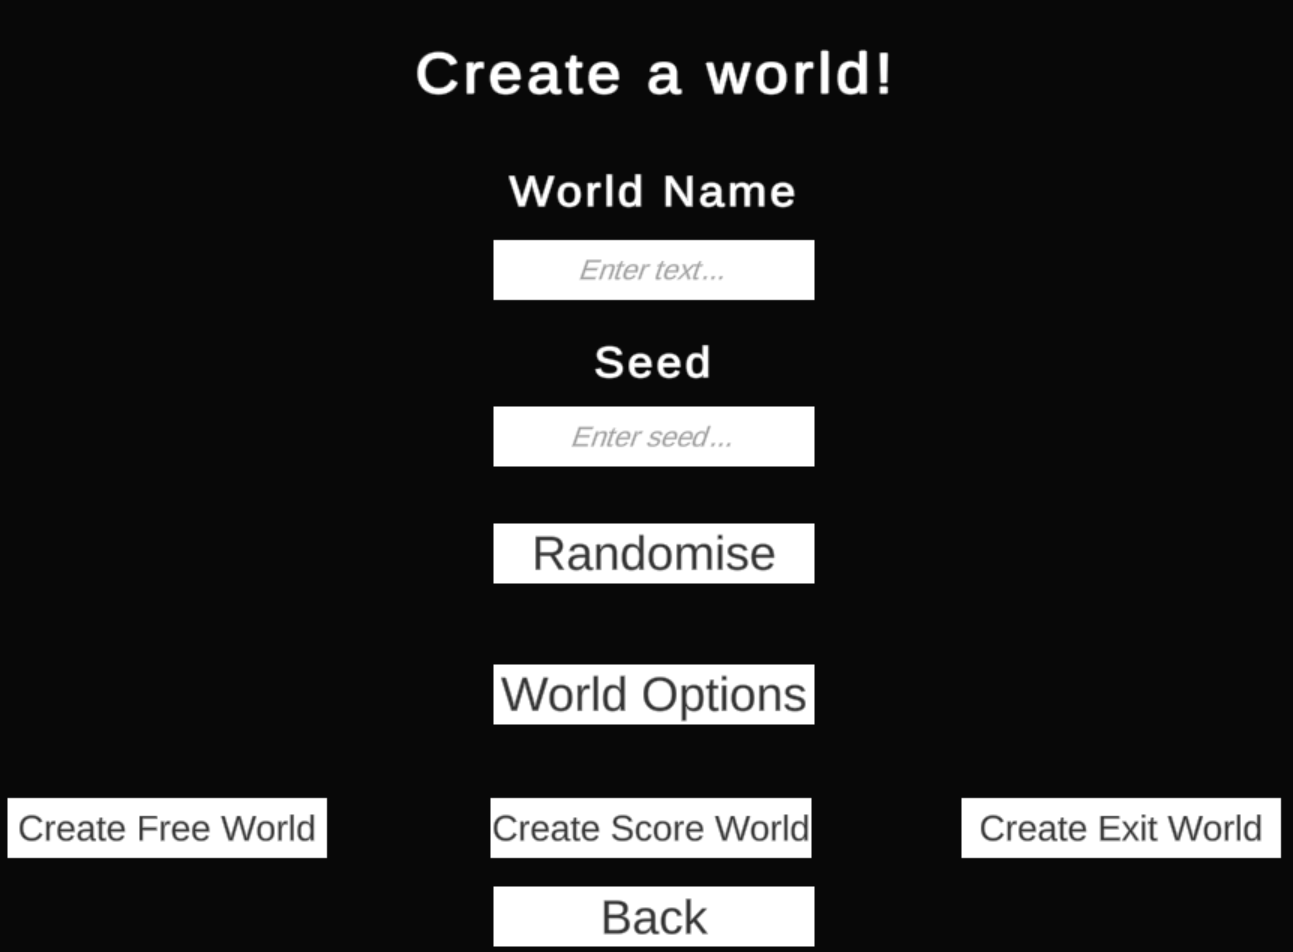 Create a world!
World Name
Enter text...
Seed
Enter seed...
Randomise
World Options
Create Free World
Create Score World
Create Exit World
Back